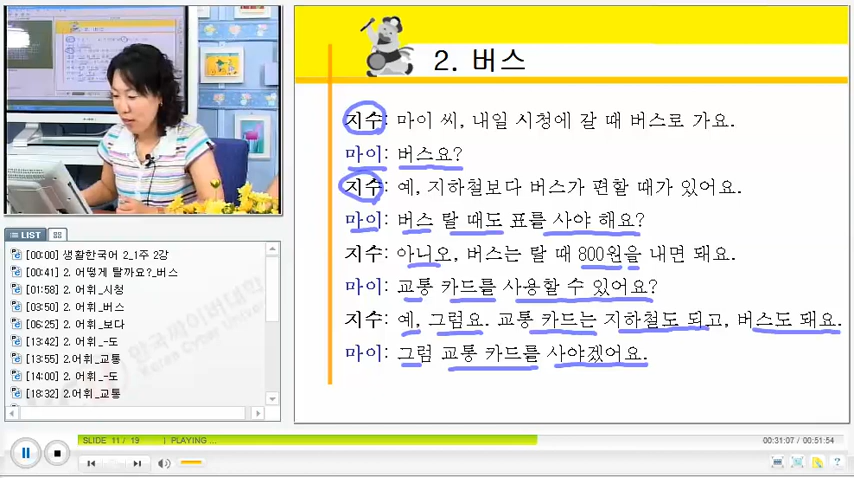 2. 버스
지수: 마이 씨, 내일 시청에 갈 때 버스로 가요.
마이: 버스요?
지수: 예, 지하철보다 버스가 편할 때가 있어요.
마이: 버스 탈 때도 표를 사야 해요?
지수: 아니오, 버스는 탈 때 800원을 내면 돼요.
마이: 교통 카드를 사용할 수 있어요?
지수: 예, 그럼요. 교통 카드는 지하철도 되고, 버스도 돼요.
마이: 그럼 교통 카드를 사야겠어요.
LIST
[00:00] 생활한국어 2_1주 2강
[00:41] 2. 어떻게 탈까요?_버스
[01:58] 2. 어휘_시청
[03:50] 2. 어휘_버스
[06:25] 2. 어휘_보다
[13:42] 2. 어휘_-도
[13:55] 2.어휘_교통
[14:00] 2. 어휘_-도
[18:32] 2.어휘_교통
한국싸이버대학
Korea Cyber Univer
SLIDE 11 / 19 | PLAYING ...
00:31:07 / 00:51:54